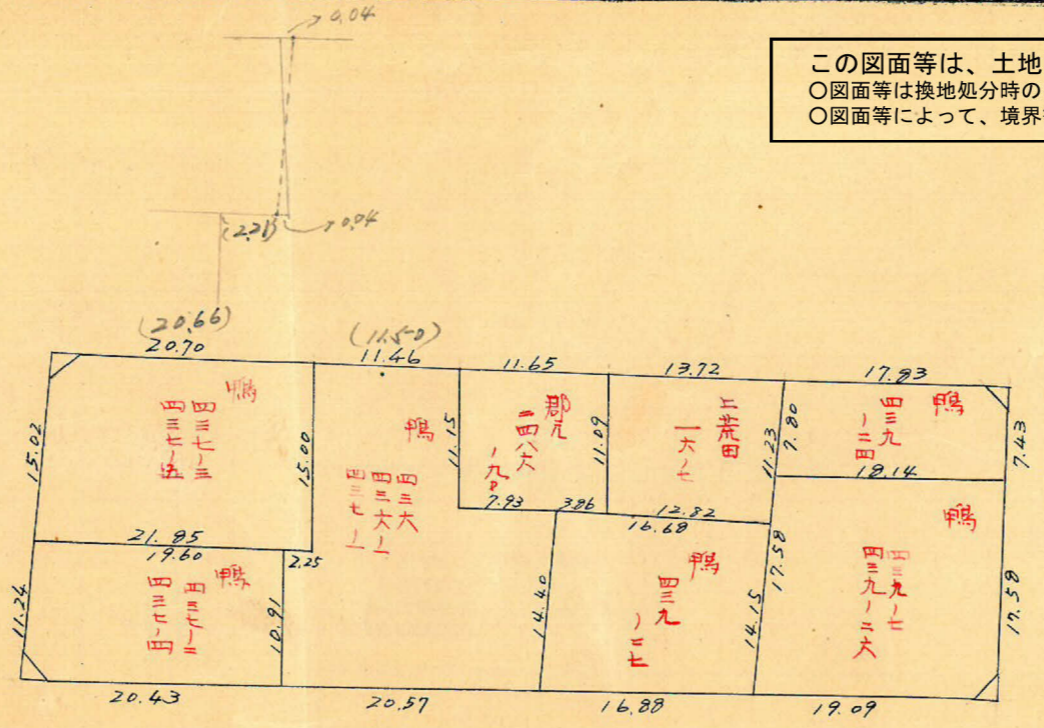 0.04
この図面等は、土地
○図面等は換地処分時の
○図面等によって、境界
(2.21)
0.04
(20.66)
20.70
(11.50)
11.46
11.65
13.72
17.83
15.02
鴨
四三七ノ三
四三七ノ五
15.00
鴨
四三六
四三六ノ一
四三七ノ一
11.15
郡元
二四八六
ノ九P
11.09
上荒田
一六ノ七
11.23
7.80
鴨
四三九
ノ二四
7.43
18.14
7.93
3.86
12.82
16.68
21.85
19.60
2.25
11.24
鴨
四三七ノ二
四三七ノ四
10.91
14.40
鴨
四三九
ノ二七
14.15
17.58
鴨
四三九ノ七
四三九ノ二六
17.58
20.43
20.57
16.88
19.09